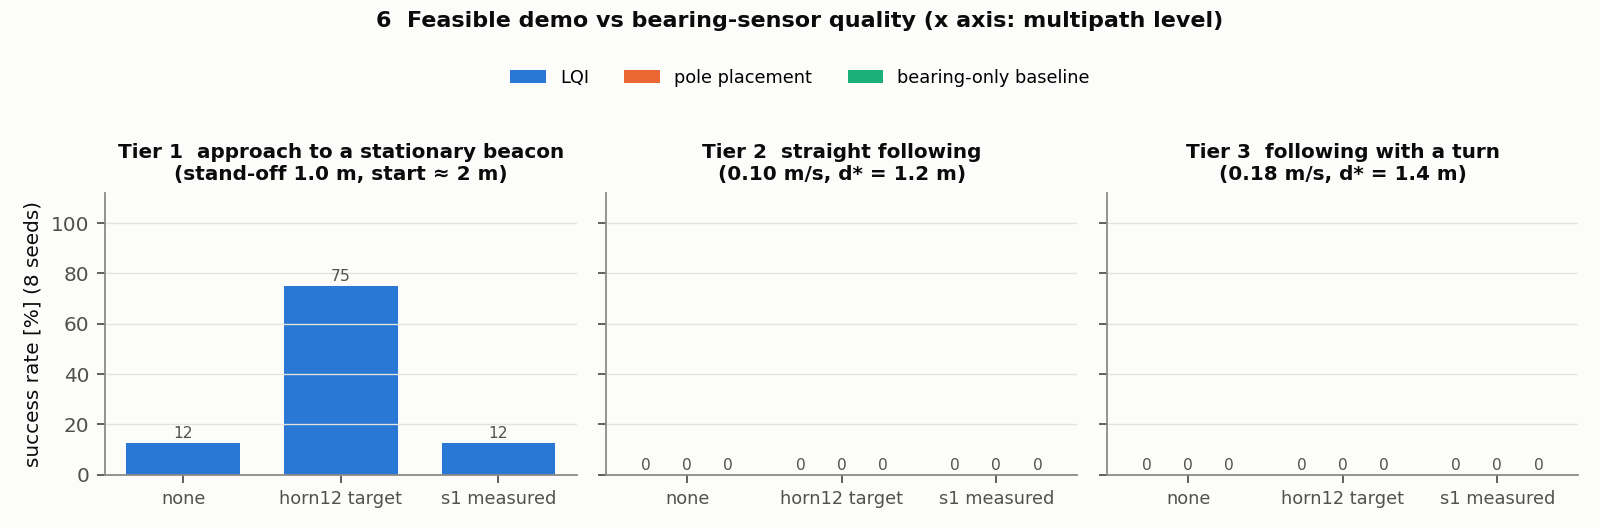 6  Feasible demo vs bearing-sensor quality (x axis: multipath level)
LQI
pole placement
bearing-only baseline
Tier 1  approach to a stationary beacon
(stand-off 1.0 m, start ≈ 2 m)
success rate [%] (8 seeds)
100
80
60
40
20
0
12
75
12
none
horn12 target
s1 measured
Tier 2  straight following
(0.10 m/s, d* = 1.2 m)
0 0 0 0 0 0 0 0 0
none
horn12 target
s1 measured
Tier 3  following with a turn
(0.18 m/s, d* = 1.4 m)
0 0 0 0 0 0 0 0 0
none
horn12 target
s1 measured